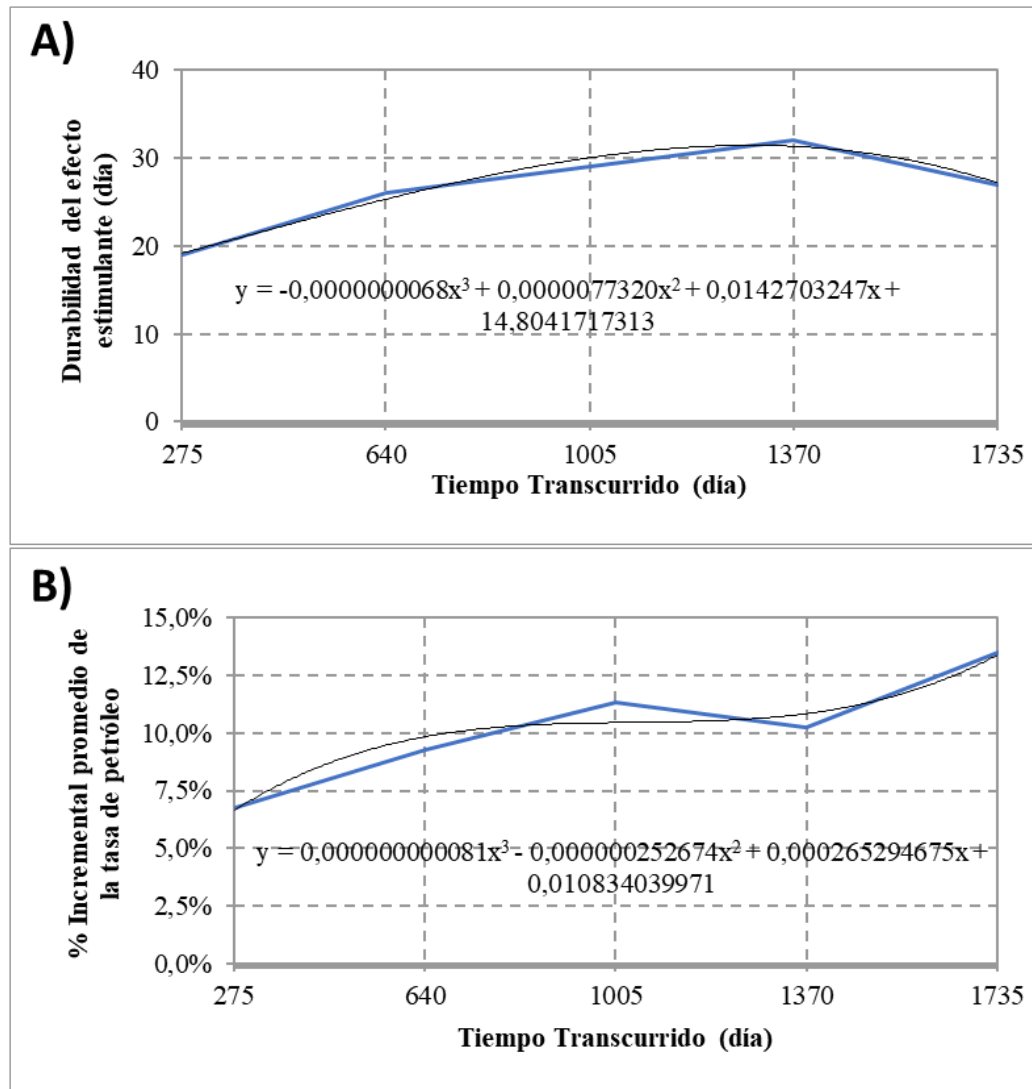 A)
Durabilidad del efecto
estimulante (día)
40
30
20
10
0
y = -0,0000000068x³ + 0,0000077320x² + 0,0142703247x +
14,8041717313
275 640 1005 1370 1735
Tiempo Transcurrido (día)
B)
% Incremental promedio de
la tasa de petróleo
15,0%
12,5%
10,0%
7,5%
5,0%
2,5%
0,0%
y = 0,000000000081x³ - 0,000000252674x² + 0,000265294675x +
0,010834039971
275 640 1005 1370 1735
Tiempo Transcurrido (día)